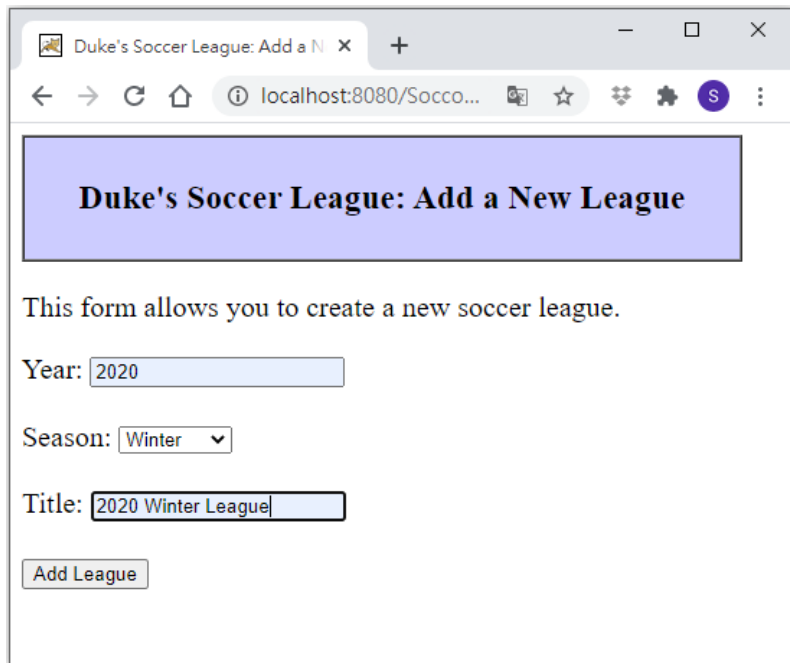 Duke's Soccer League: Add a N
localhost:8080/Socco...
S
Duke's Soccer League: Add a New League
This form allows you to create a new soccer league.
Year: 2020
Season: Winter
Title: 2020 Winter League
Add League